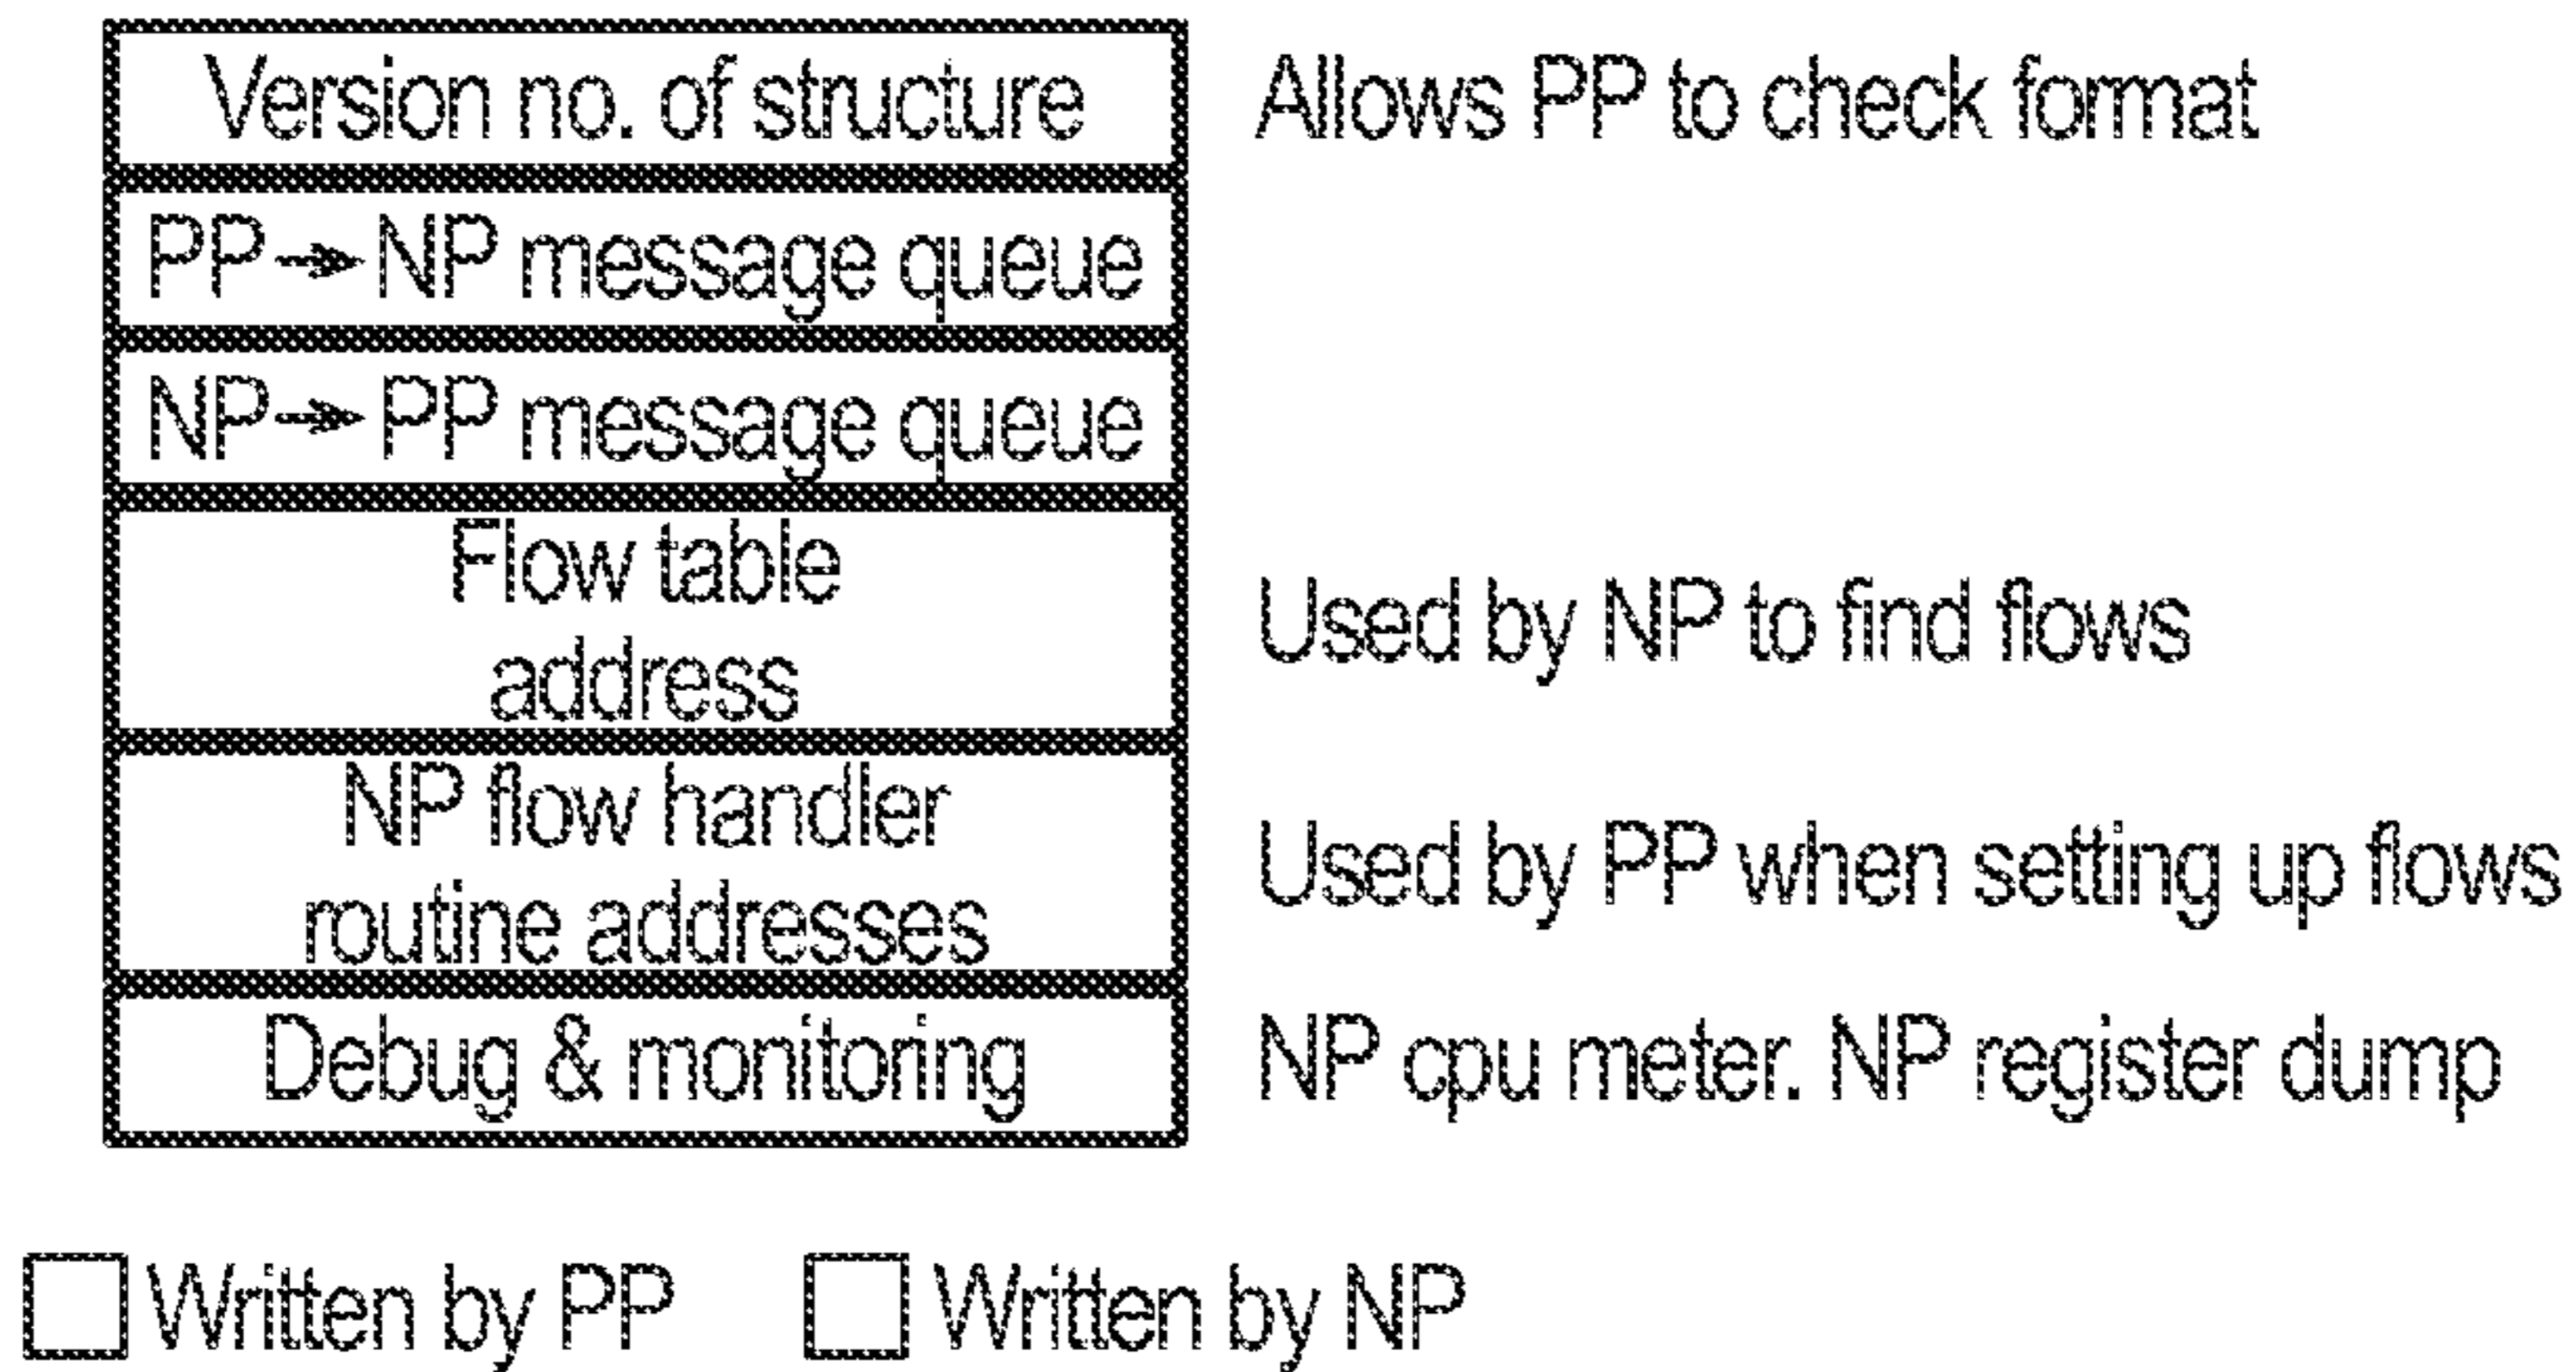 Version no. of structure Allows PP to check format
PP→NP message queue
NP→PP message queue
Flow table
address
Used by NP to find flows
NP flow handler
routine addresses
Used by PP when setting up flows
Debug & monitoring NP cpu meter. NP register dump
Written by PP Written by NP